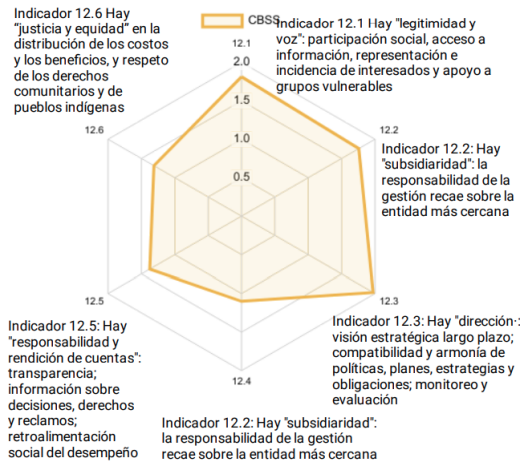 Indicador 12.6 Hay
"justicia y equidad” en la
distribución de los costos
y los beneficios, y respeto
de los derechos
comunitarios y de
pueblos indígenas
CBSS
Indicador 12.1 Hay "legitimidad y
voz": participación social, acceso a
información, representación e
incidencia de interesados y apoyo a
grupos vulnerables
12.1
2.0
1.5
1.0
0.5
12.6
12.2
Indicador 12.2: Hay
"subsidiaridad": la
responsabilidad de la
gestión recae sobre la
entidad más cercana
12.5
12.3
Indicador 12.3: Hay "dirección·:
visión estratégica largo plazo;
compatibilidad y armonía de
políticas, planes, estrategias y
obligaciones; monitoreo y
evaluación
Indicador 12.5: Hay
"responsabilidad y
rendición de cuentas":
transparencia;
información sobre
decisiones, derechos
y reclamos;
retroalimentación
social del desempeño
12.4
Indicador 12.2: Hay "subsidiaridad":
la responsabilidad de la gestión
recae sobre la entidad más cercana